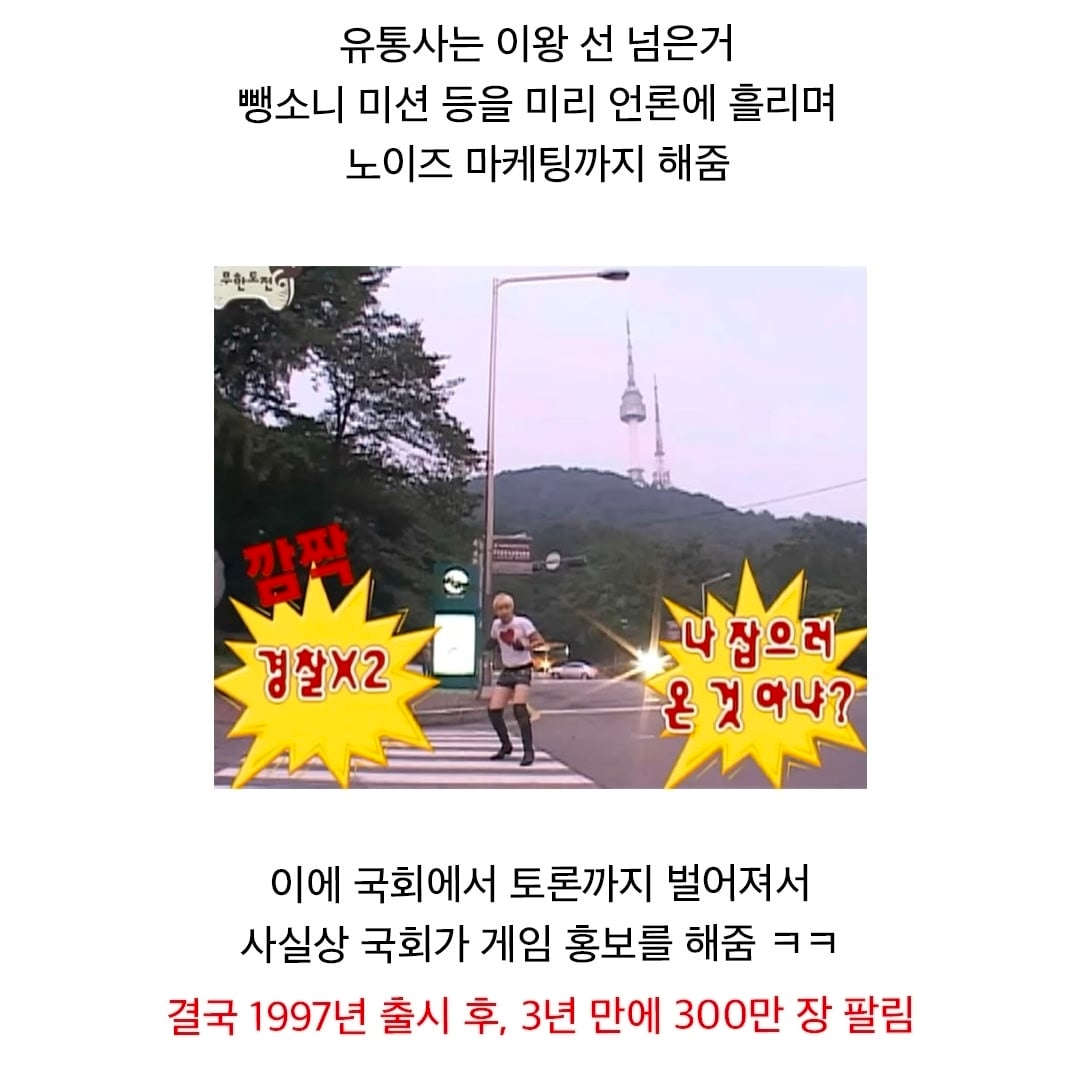 유통사는 이왕 선 넘은거
뺑소니 미션 등을 미리 언론에 흘리며
노이즈 마케팅까지 해줌
무한도전
깜짝
경찰X2
나 잡으러
온 것 아냐?
이에 국회에서 토론까지 벌어져서
사실상 국회가 게임 홍보를 해줌 ㅋㅋ
결국 1997년 출시 후, 3년 만에 300만 장 팔림